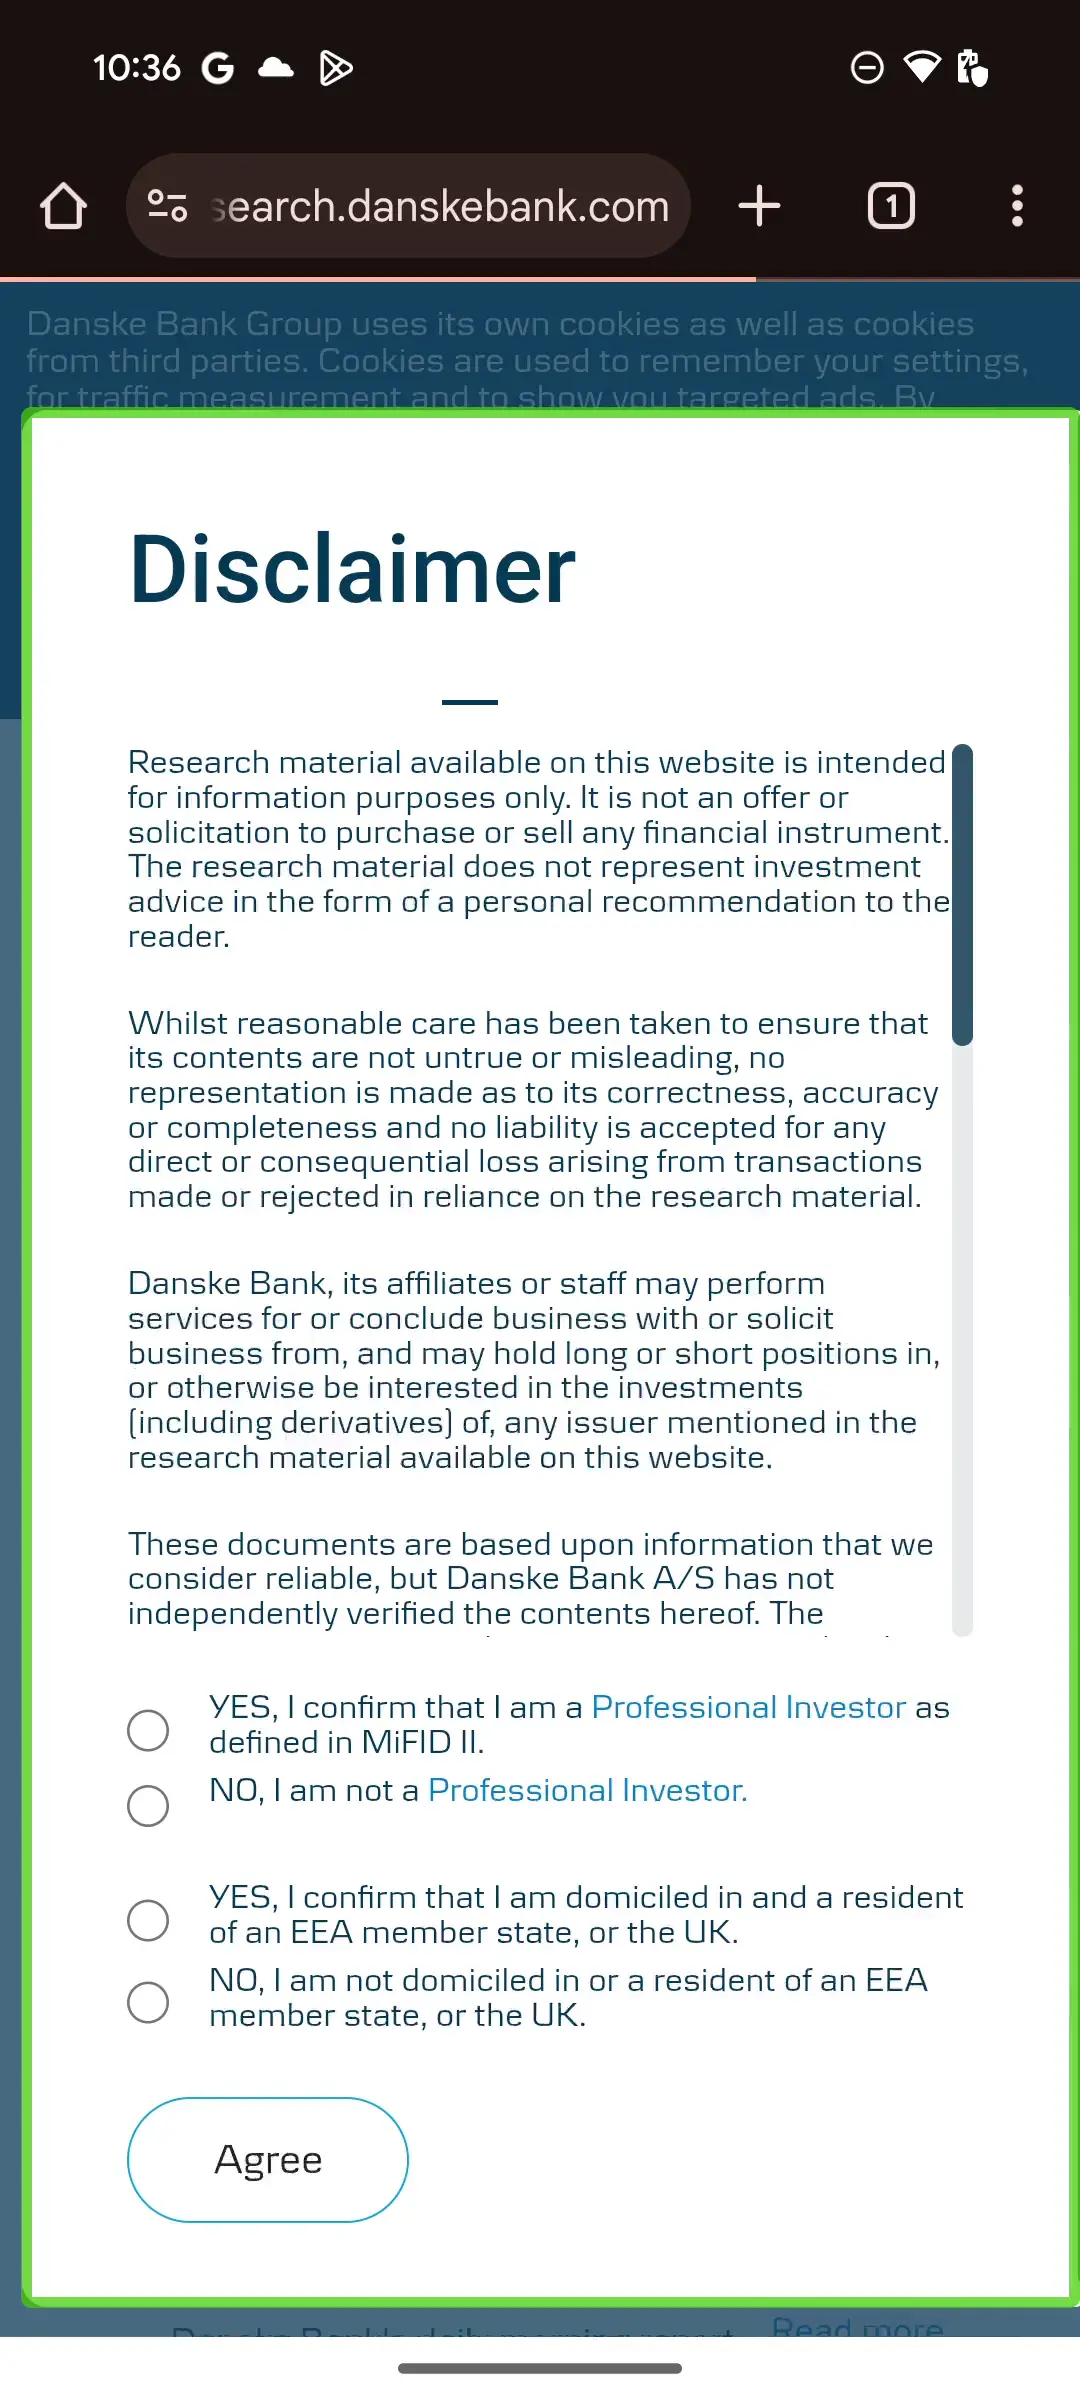 10:36
search.danskebank.com
1
Danske Bank Group uses its own cookies as well as cookies
from third parties. Cookies are used to remember your settings,
for traffic measurement and to show you targeted ads. By
Disclaimer
Research material available on this website is intended
for information purposes only. It is not an offer or
solicitation to purchase or sell any financial instrument.
The research material does not represent investment
advice in the form of a personal recommendation to the
reader.
Whilst reasonable care has been taken to ensure that
its contents are not untrue or misleading, no
representation is made as to its correctness, accuracy
or completeness and no liability is accepted for any
direct or consequential loss arising from transactions
made or rejected in reliance on the research material.
Danske Bank, its affiliates or staff may perform
services for or conclude business with or solicit
business from, and may hold long or short positions in,
or otherwise be interested in the investments
(including derivatives) of, any issuer mentioned in the
research material available on this website.
These documents are based upon information that we
consider reliable, but Danske Bank A/S has not
independently verified the contents hereof. The
YES, I confirm that I am a Professional Investor as
defined in MiFID II.
NO, I am not a Professional Investor.
YES, I confirm that I am domiciled in and a resident
of an EEA member state, or the UK.
NO, I am not domiciled in or a resident of an EEA
member state, or the UK.
Agree
Danske Bank's daily morning report
Read more